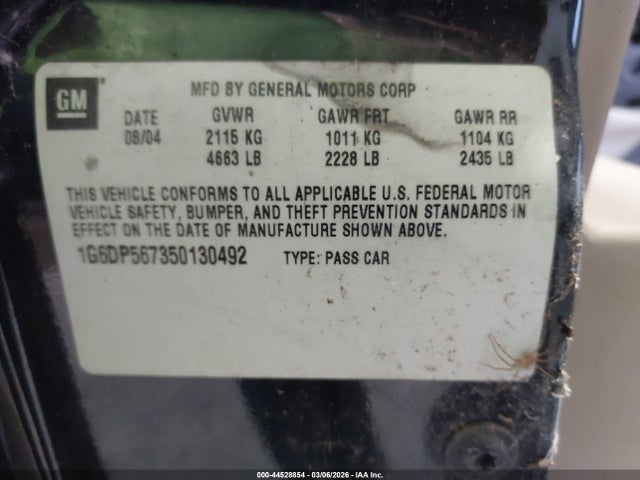 GM
MFD BY GENERAL MOTORS CORP
DATE GVWR GAWR FRT GAWR RR
08/04 2115 KG 1011 KG 1104 KG
4663 LB 2228 LB 2435 LB
THIS VEHICLE CONFORMS TO ALL APPLICABLE U.S. FEDERAL MOTOR
VEHICLE SAFETY, BUMPER, AND THEFT PREVENTION STANDARDS IN
EFFECT ON THE DATE OF MANUFACTURE SHOWN ABOVE.
1G6DP567350130492 TYPE: PASS CAR
000-44528854 | 03/06/2026 | IAA Inc.